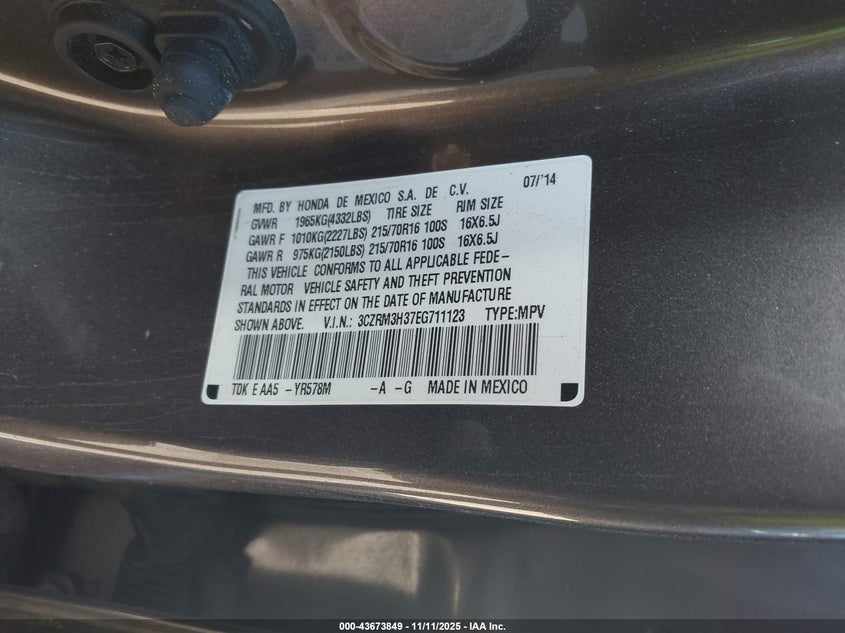 MFD. BY HONDA DE MEXICO S.A. DE C.V. 07/'14
GVWR 1965KG(4332LBS) TIRE SIZE RIM SIZE
GAWR F 1010KG(2227LBS) 215/70R16 100S 16X6.5J
GAWR R 975KG(2150LBS) 215/70R16 100S 16X6.5J
THIS VEHICLE CONFORMS TO ALL APPLICABLE FEDE-
RAL MOTOR VEHICLE SAFETY AND THEFT PREVENTION
STANDARDS IN EFFECT ON THE DATE OF MANUFACTURE
SHOWN ABOVE. V.I.N.: 3CZRM3H37EG711123 TYPE:MPV
TDK E AA5 -YR578M -A -G MADE IN MEXICO
000-43673849 - 11/11/2025 - IAA Inc.